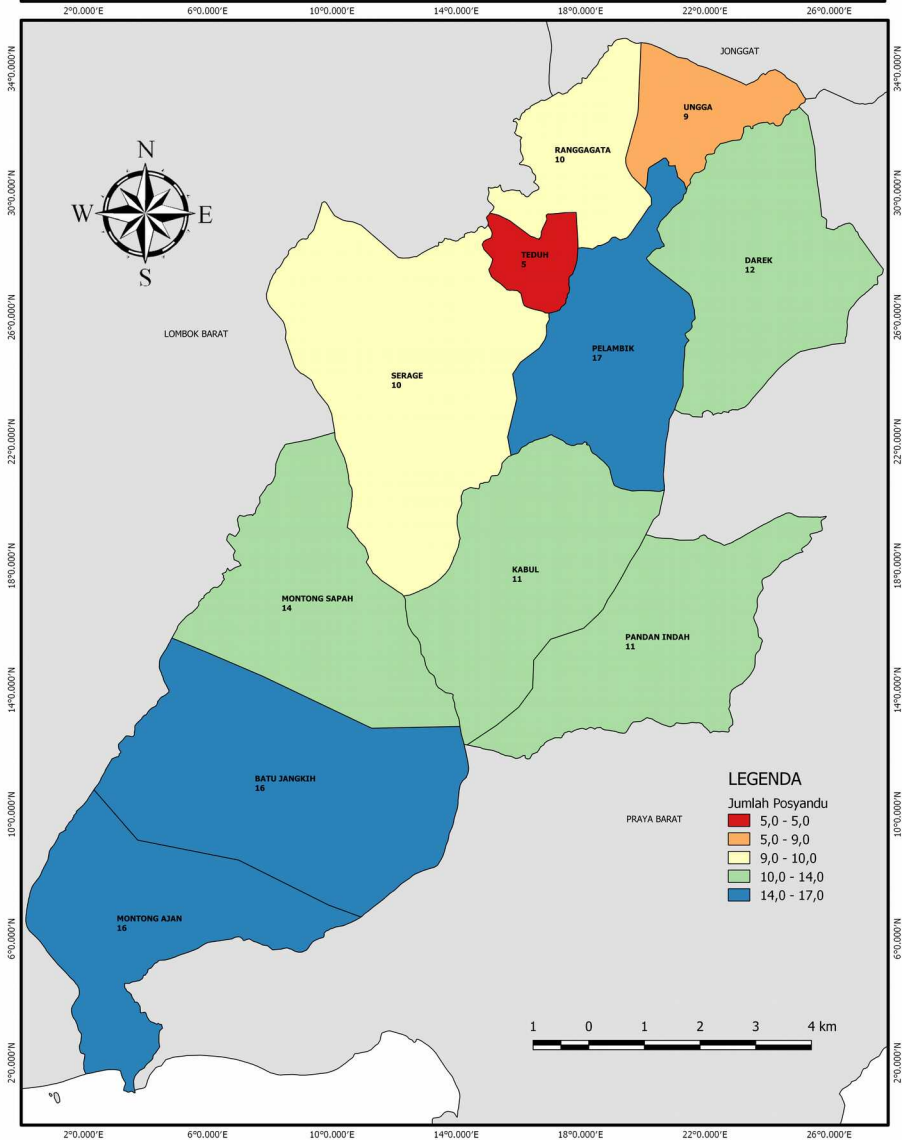 2°0.000'E 6°0.000'E 10°0.000'E 14°0.000'E 18°0.000'E 22°0.000'E 26°0.000'E
34°0.000'N 34°0.000'N
JONGGAT
UNGGA
9
RANGGAGATA
10
30°0.000'N 30°0.000'N
N
W E
S
TEDUH
5
DAREK
12
26°0.000'N 26°0.000'N
LOMBOK BARAT
PELAMBIK
17
SERAGE
10
22°0.000'N 22°0.000'N
18°0.000'N 18°0.000'N
KABUL
11
MONTONG SAPAH
14
PANDAN INDAH
11
14°0.000'N 14°0.000'N
BATU JANGKIH
16
LEGENDA
Jumlah Posyandu
5,0 - 5,0
5,0 - 9,0
9,0 - 10,0
10,0 - 14,0
14,0 - 17,0
PRAYA BARAT
10°0.000'N 10°0.000'N
MONTONG AJAN
16
6°0.000'N 6°0.000'N
1 0 1 2 3 4 km
2°0.000'N 2°0.000'N
2°0.000'E 6°0.000'E 10°0.000'E 14°0.000'E 18°0.000'E 22°0.000'E 26°0.000'E